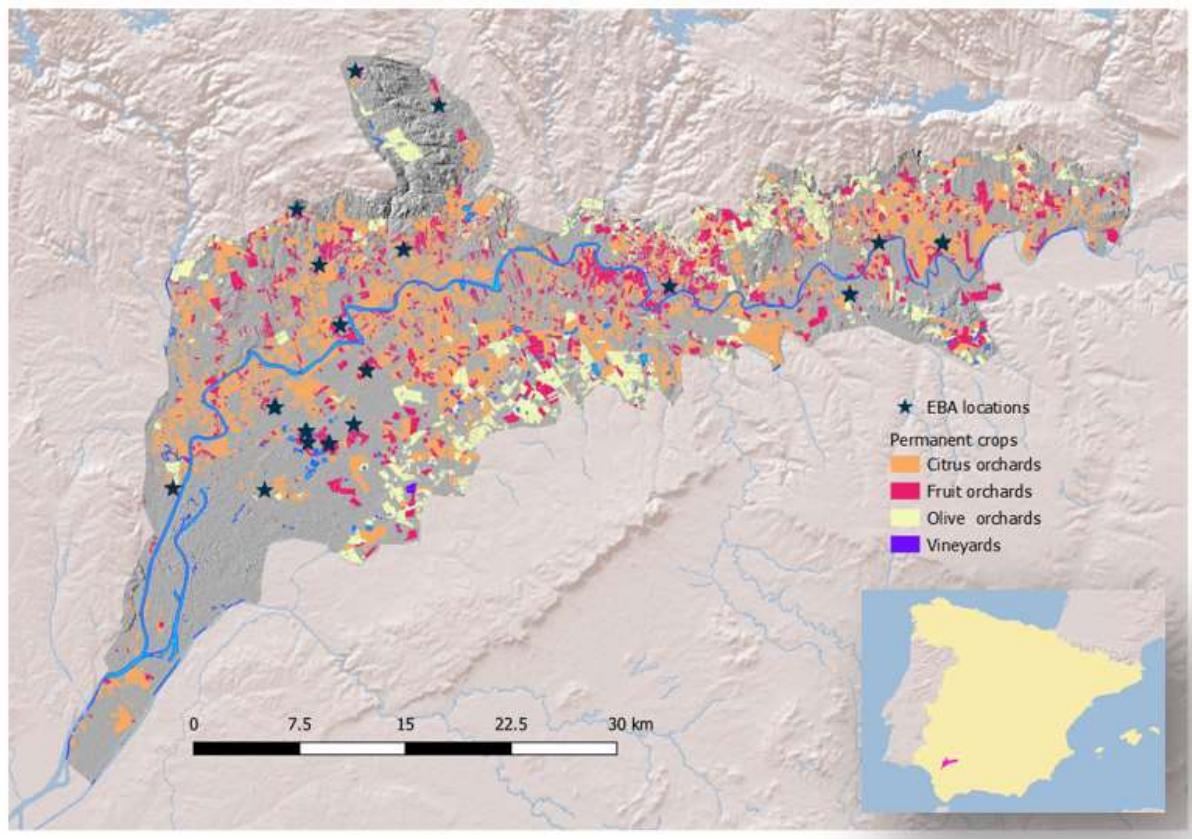 EBA locations
Permanent crops
Citrus orchards
Fruit orchards
Olive orchards
Vineyards
0 7.5 15 22.5 30 km